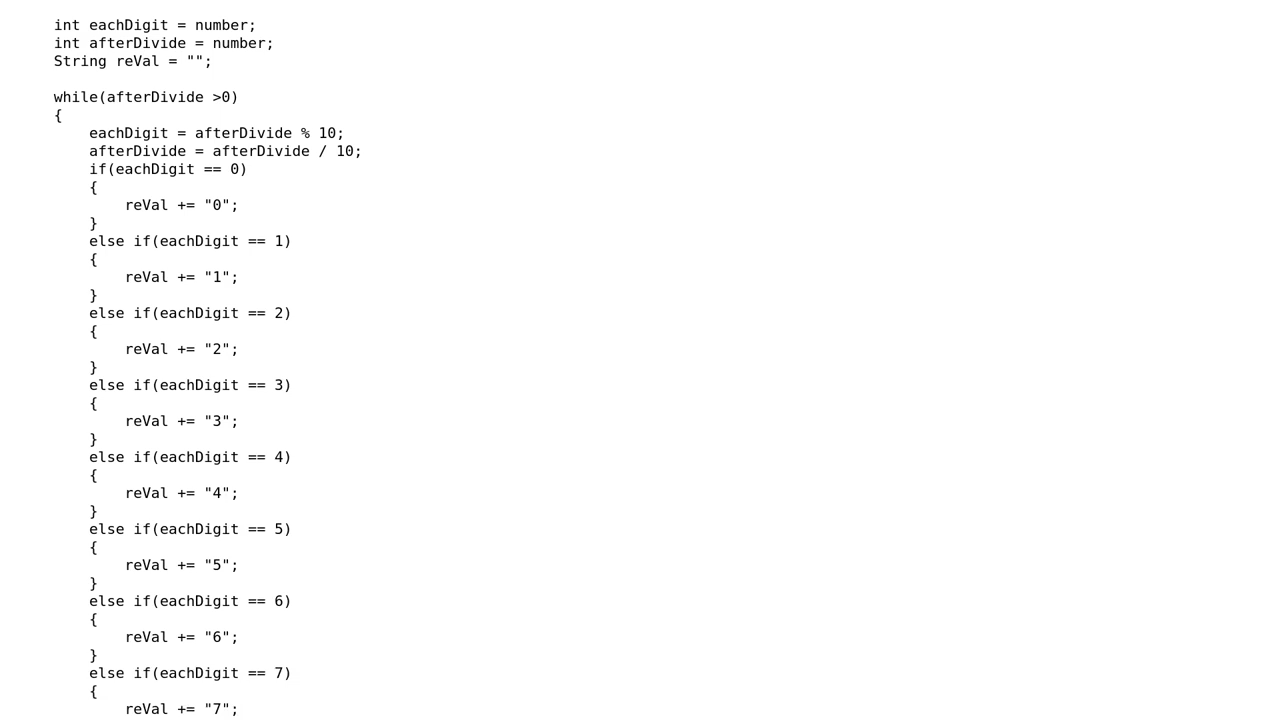 int eachDigit = number;
int afterDivide = number;
String reVal = "";
while(afterDivide >0)
{
eachDigit = afterDivide % 10;
afterDivide = afterDivide / 10;
if(eachDigit == 0)
{
reVal += "0";
}
else if(eachDigit == 1)
{
reVal += "1";
}
else if(eachDigit == 2)
{
reVal += "2";
}
else if(eachDigit == 3)
{
reVal += "3";
}
else if(eachDigit == 4)
{
reVal += "4";
}
else if(eachDigit == 5)
{
reVal += "5";
}
else if(eachDigit == 6)
{
reVal += "6";
}
else if(eachDigit == 7)
{
reVal += "7";